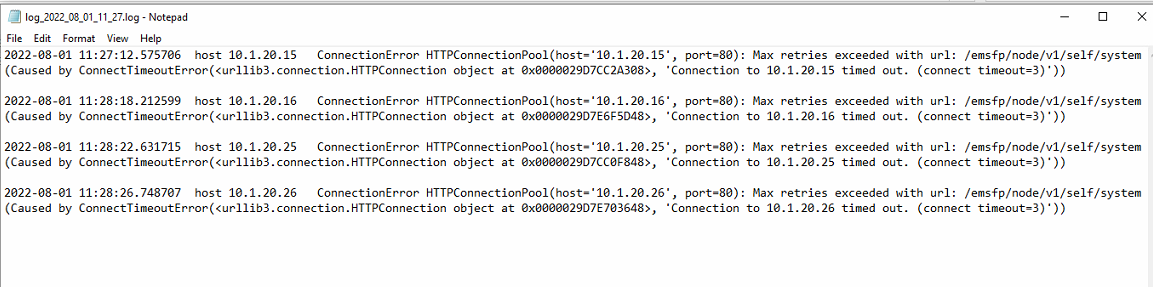 log_2022_08_01_11_27.log - Notepad
File Edit Format View Help
2022-08-01 11:27:12.575706 host 10.1.20.15 ConnectionError HTTPConnectionPool(host='10.1.20.15', port=80): Max retries exceeded with url: /emsfp/node/v1/self/system
(Caused by ConnectTimeoutError(<urllib3.connection.HTTPConnection object at 0x0000029D7CC2A308>, 'Connection to 10.1.20.15 timed out. (connect timeout=3)'))
2022-08-01 11:28:18.212599 host 10.1.20.16 ConnectionError HTTPConnectionPool(host='10.1.20.16', port=80): Max retries exceeded with url: /emsfp/node/v1/self/system
(Caused by ConnectTimeoutError(<urllib3.connection.HTTPConnection object at 0x0000029D7E6F5D48>, 'Connection to 10.1.20.16 timed out. (connect timeout=3)'))
2022-08-01 11:28:22.631715 host 10.1.20.25 ConnectionError HTTPConnectionPool(host='10.1.20.25', port=80): Max retries exceeded with url: /emsfp/node/v1/self/system
(Caused by ConnectTimeoutError(<urllib3.connection.HTTPConnection object at 0x0000029D7CC0F848>, 'Connection to 10.1.20.25 timed out. (connect timeout=3)'))
2022-08-01 11:28:26.748707 host 10.1.20.26 ConnectionError HTTPConnectionPool(host='10.1.20.26', port=80): Max retries exceeded with url: /emsfp/node/v1/self/system
(Caused by ConnectTimeoutError(<urllib3.connection.HTTPConnection object at 0x0000029D7E703648>, 'Connection to 10.1.20.26 timed out. (connect timeout=3)'))